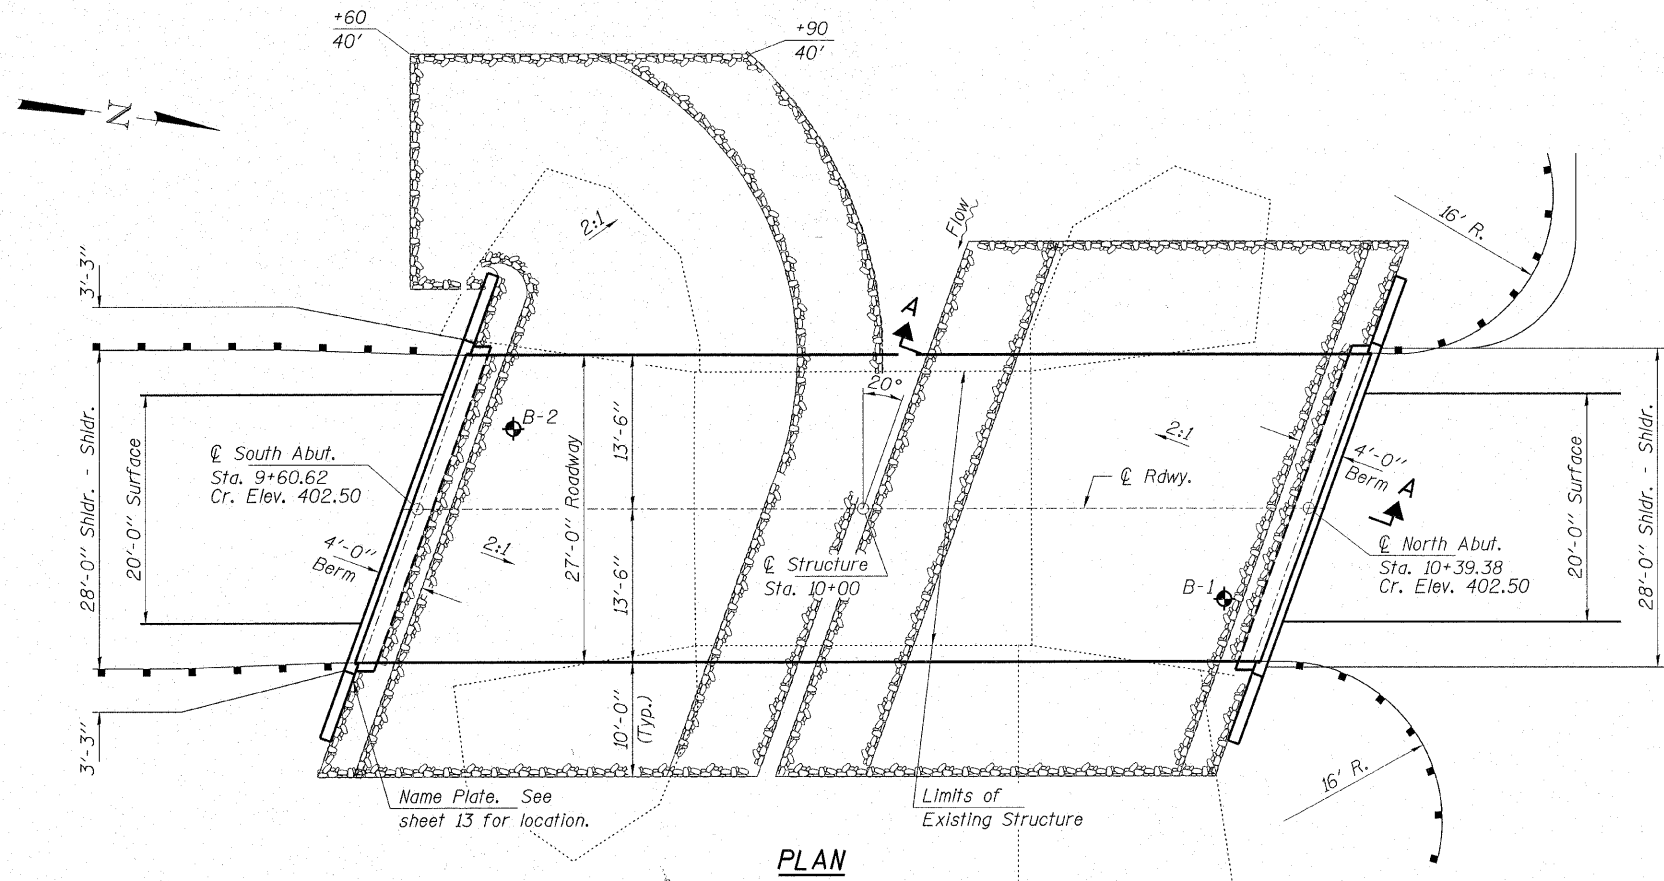 +60
40'
+90
40'
N
3'-3"
2:1
Flow
16' R.
A
20°
B-2
28'-0" Shldr. - Shldr.
20'-0" Surface
℄ South Abut.
Sta. 9+60.62
Cr. Elev. 402.50
27'-0" Roadway
13'-6"
13'-6"
2:1
℄ Rdwy.
4'-0"
Berm
A
20'-0" Surface
28'-0" Shldr. - Shldr.
4'-0"
Berm
2:1
℄ Structure
Sta. 10+00
B-1
℄ North Abut.
Sta. 10+39.38
Cr. Elev. 402.50
3'-3"
10'-0"
(Typ.)
16' R.
Name Plate. See
sheet 13 for location.
Limits of
Existing Structure
PLAN